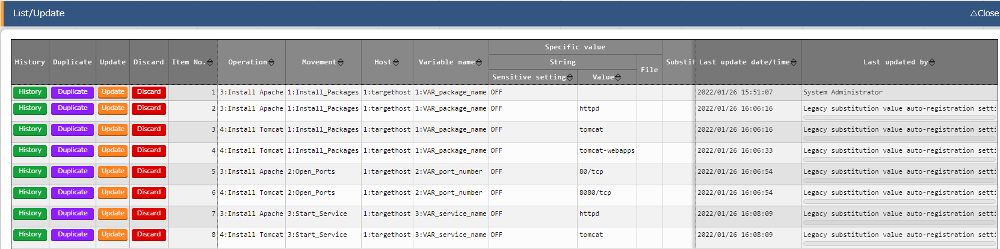 List/Update △Close
Specific value
History Duplicate Update Discard Item No. Operation Movement Host Variable name String File Substit Last update date/time Last updated by
Sensitive setting Value
History Duplicate Update Discard 1 3:Install Apache 1:Install_Packages 1:targethost 1:VAR_package_name OFF 2022/01/26 15:51:07 System Administrator
History Duplicate Update Discard 2 3:Install Apache 1:Install_Packages 1:targethost 1:VAR_package_name OFF httpd 2022/01/26 16:06:16 Legacy substitution value auto-registration setti
History Duplicate Update Discard 3 4:Install Tomcat 1:Install_Packages 1:targethost 1:VAR_package_name OFF tomcat 2022/01/26 16:06:16 Legacy substitution value auto-registration setti
History Duplicate Update Discard 4 4:Install Tomcat 1:Install_Packages 1:targethost 1:VAR_package_name OFF tomcat-webapps 2022/01/26 16:06:33 Legacy substitution value auto-registration setti
History Duplicate Update Discard 5 3:Install Apache 2:Open_Ports 1:targethost 2:VAR_port_number OFF 80/tcp 2022/01/26 16:06:54 Legacy substitution value auto-registration setti
History Duplicate Update Discard 6 4:Install Tomcat 2:Open_Ports 1:targethost 2:VAR_port_number OFF 8080/tcp 2022/01/26 16:06:54 Legacy substitution value auto-registration setti
History Duplicate Update Discard 7 3:Install Apache 3:Start_Service 1:targethost 3:VAR_service_name OFF httpd 2022/01/26 16:08:09 Legacy substitution value auto-registration setti
History Duplicate Update Discard 8 4:Install Tomcat 3:Start_Service 1:targethost 3:VAR_service_name OFF tomcat 2022/01/26 16:08:09 Legacy substitution value auto-registration setti